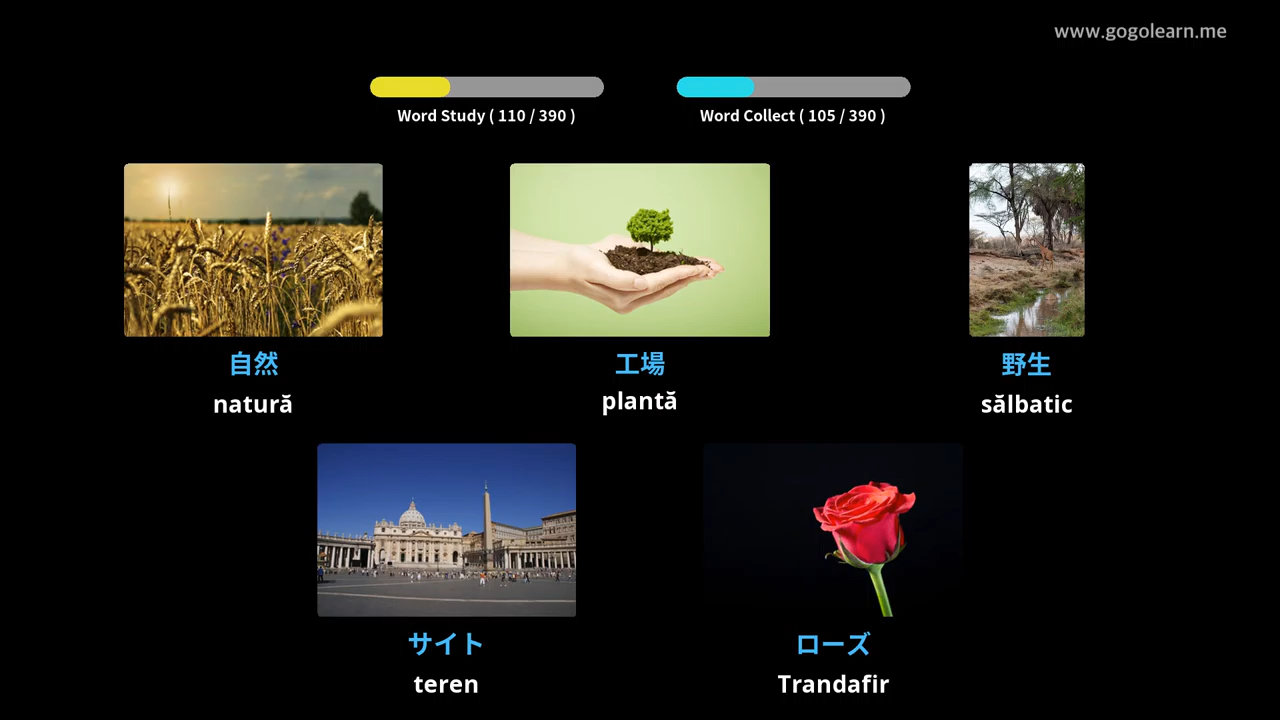 www.gogolearn.me
Word Study ( 110 / 390 )
Word Collect ( 105 / 390 )
自然
natură
工場
plantă
野生
sălbatic
サイト
teren
ローズ
Trandafir